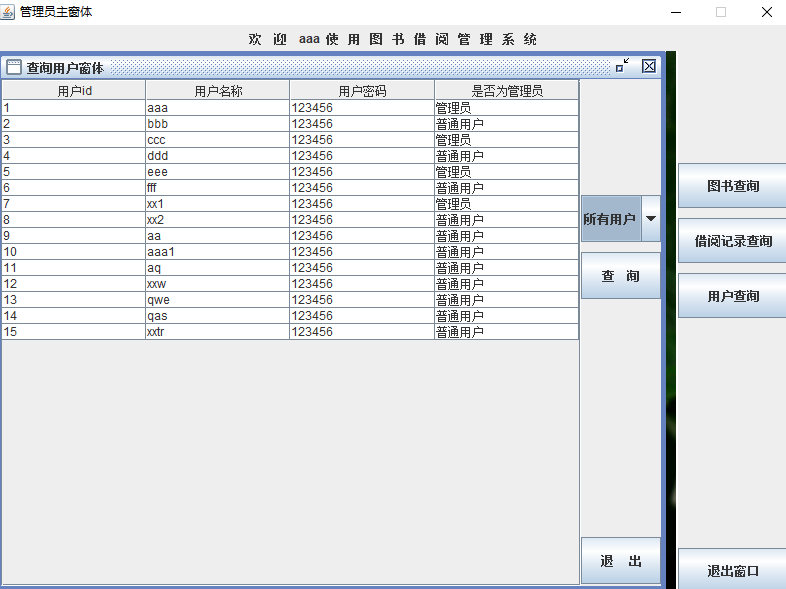 管理员主窗体
欢 迎 aaa 使 用 图 书 借 阅 管 理 系 统
查询用户窗体
用户id 用户名称 用户密码 是否为管理员
1 aaa 123456 管理员
2 bbb 123456 普通用户
3 ccc 123456 管理员
4 ddd 123456 普通用户
5 eee 123456 管理员
6 fff 123456 普通用户
7 xx1 123456 管理员
8 xx2 123456 普通用户
9 aa 123456 普通用户
10 aaa1 123456 普通用户
11 aq 123456 普通用户
12 xxw 123456 普通用户
13 qwe 123456 普通用户
14 qas 123456 普通用户
15 xxtr 123456 普通用户
所有用户
查 询
退 出
图书查询
借阅记录查询
用户查询
退出窗口